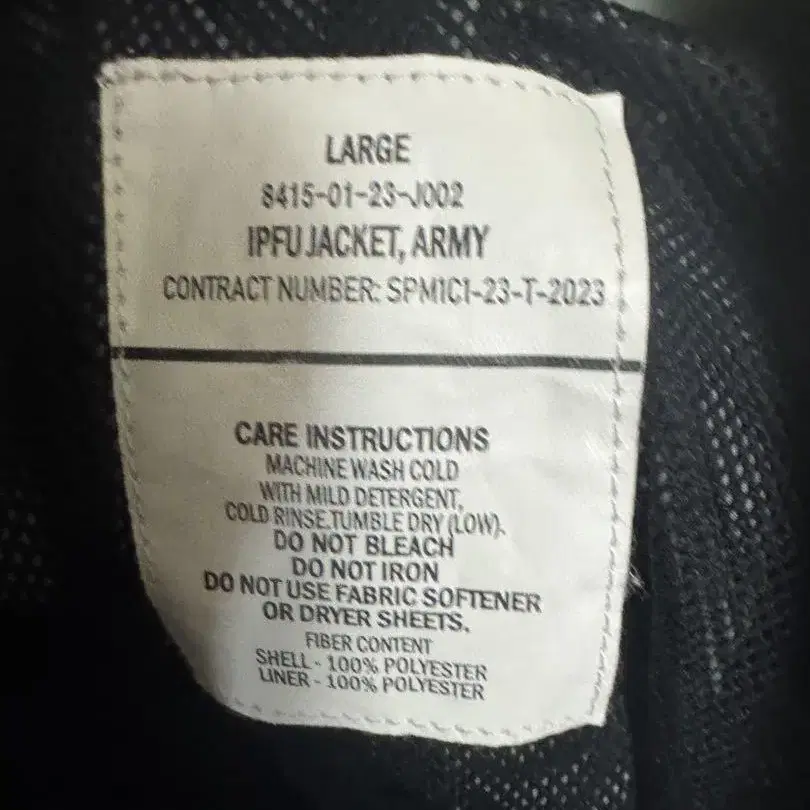 LARGE
8415-01-23-J002
IPFU JACKET, ARMY
CONTRACT NUMBER: SPM1C1-23-T-2023
CARE INSTRUCTIONS
MACHINE WASH COLD
WITH MILD DETERGENT,
COLD RINSE.TUMBLE DRY (LOW).
DO NOT BLEACH
DO NOT IRON
DO NOT USE FABRIC SOFTENER
OR DRYER SHEETS.
FIBER CONTENT
SHELL - 100% POLYESTER
LINER - 100% POLYESTER